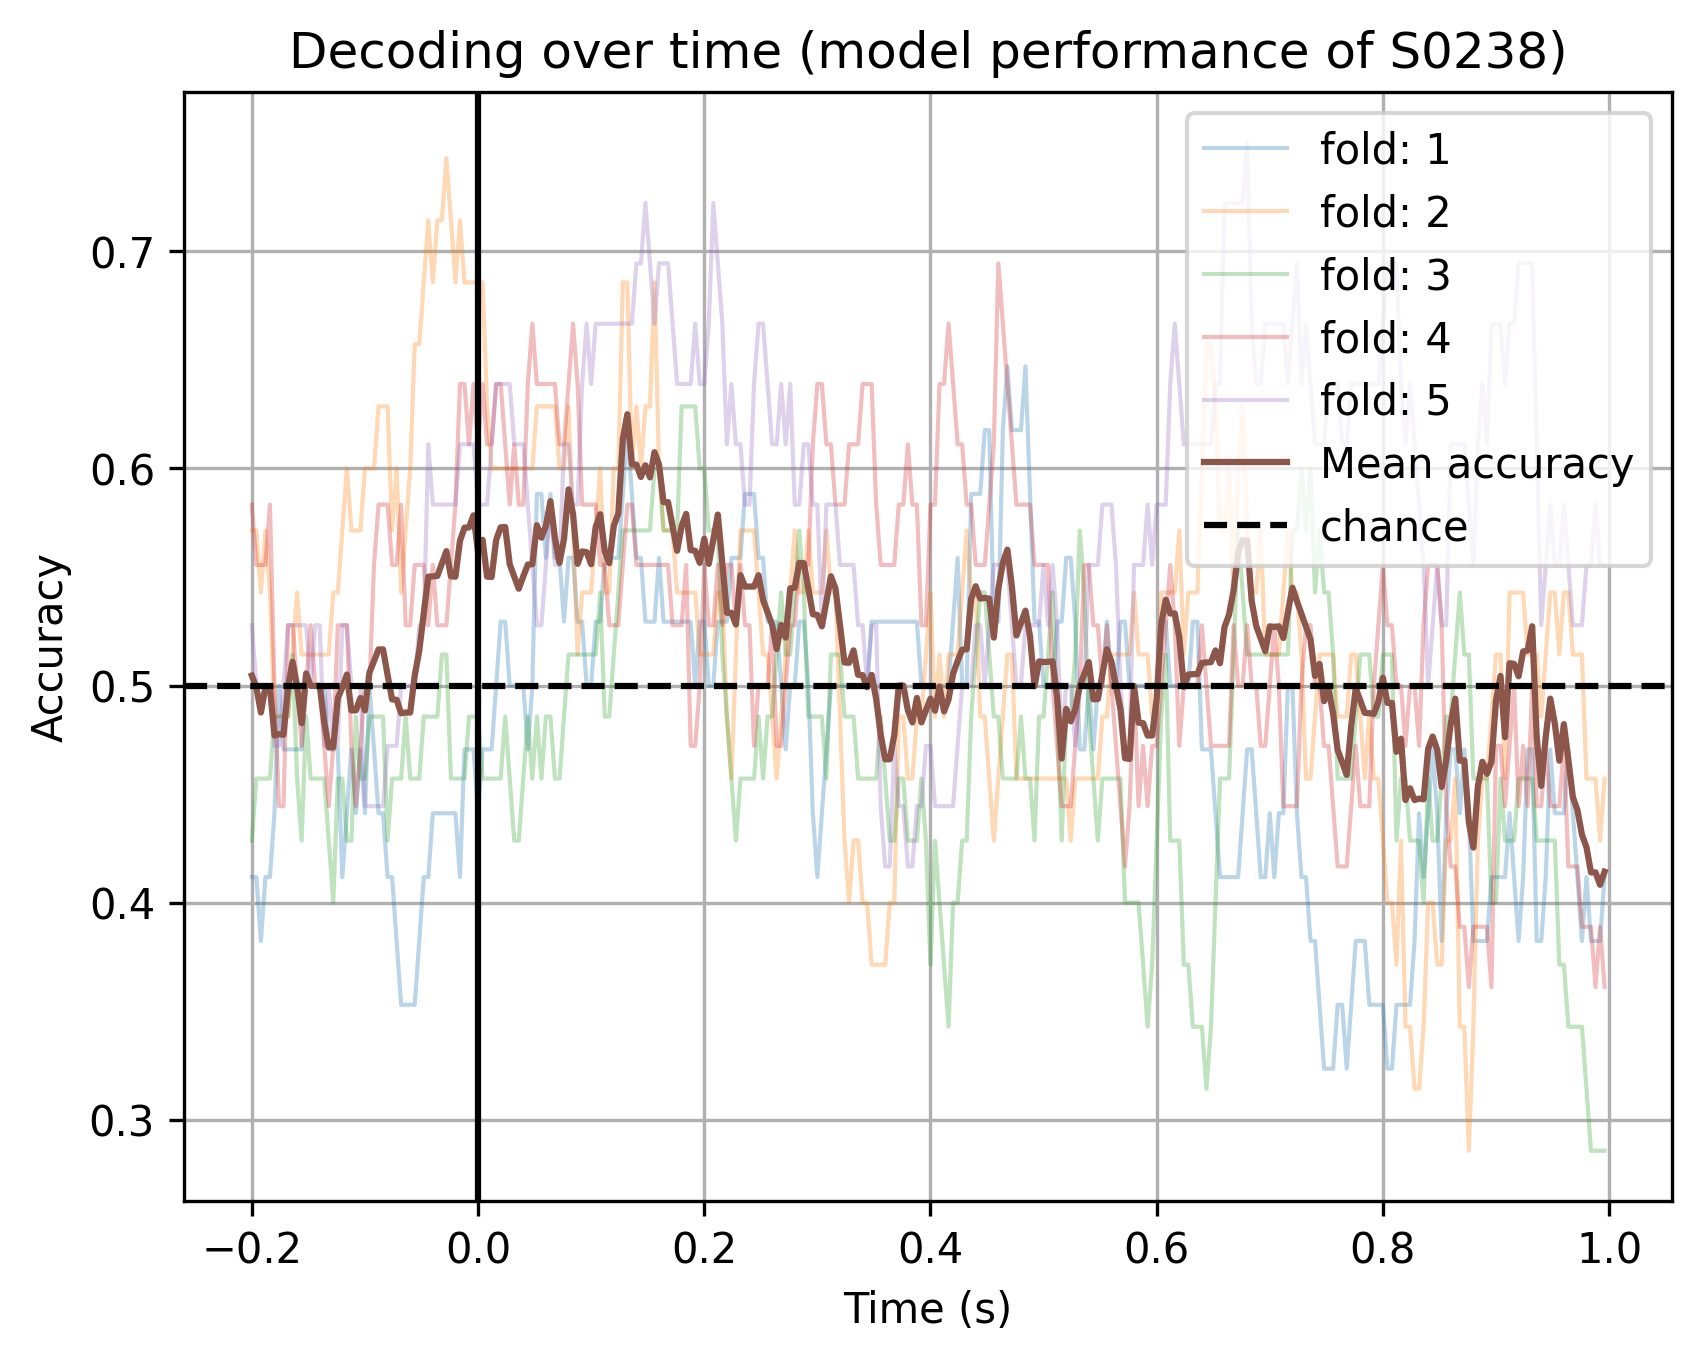 Decoding over time (model performance of S0238)
fold: 1
fold: 2
fold: 3
fold: 4
fold: 5
Mean accuracy
chance
Accuracy
0.7
0.6
0.5
0.4
0.3
−0.2 0.0 0.2 0.4 0.6 0.8 1.0
Time (s)